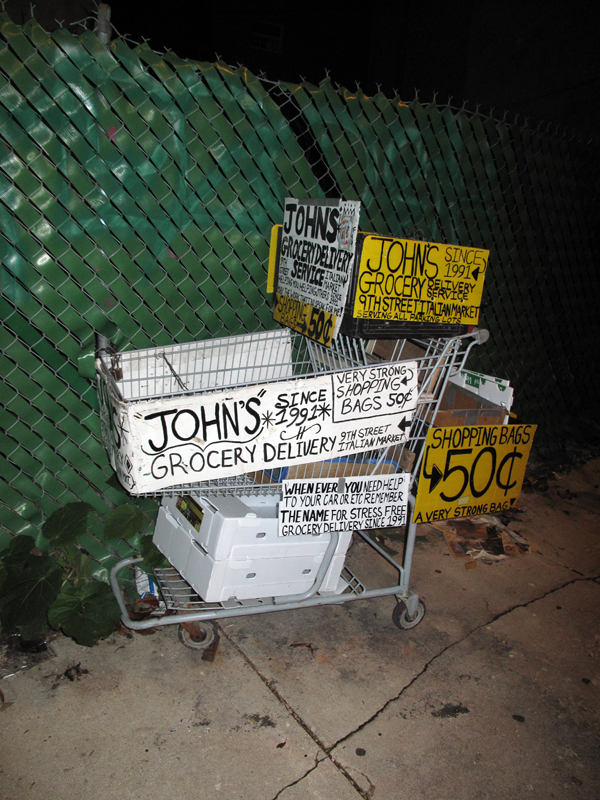 JOHN'S
GROCERY DELIVERY
SERVICE
50¢
JOHN'S SINCE
1991
GROCERY DELIVERY
SERVICE
9TH STREET ITALIAN MARKET
SERVING ALL PARKING LOTS
"JOHN'S"
*SINCE
1991*
GROCERY DELIVERY
9TH STREET
ITALIAN MARKET
VERY STRONG
SHOPPING
BAGS 50¢
WHEN EVER YOU NEED HELP
TO YOUR CAR OR ETC REMEMBER
THE NAME FOR STRESS FREE
GROCERY DELIVERY SINCE 1991
SHOPPING BAGS
50¢
A VERY STRONG BAG